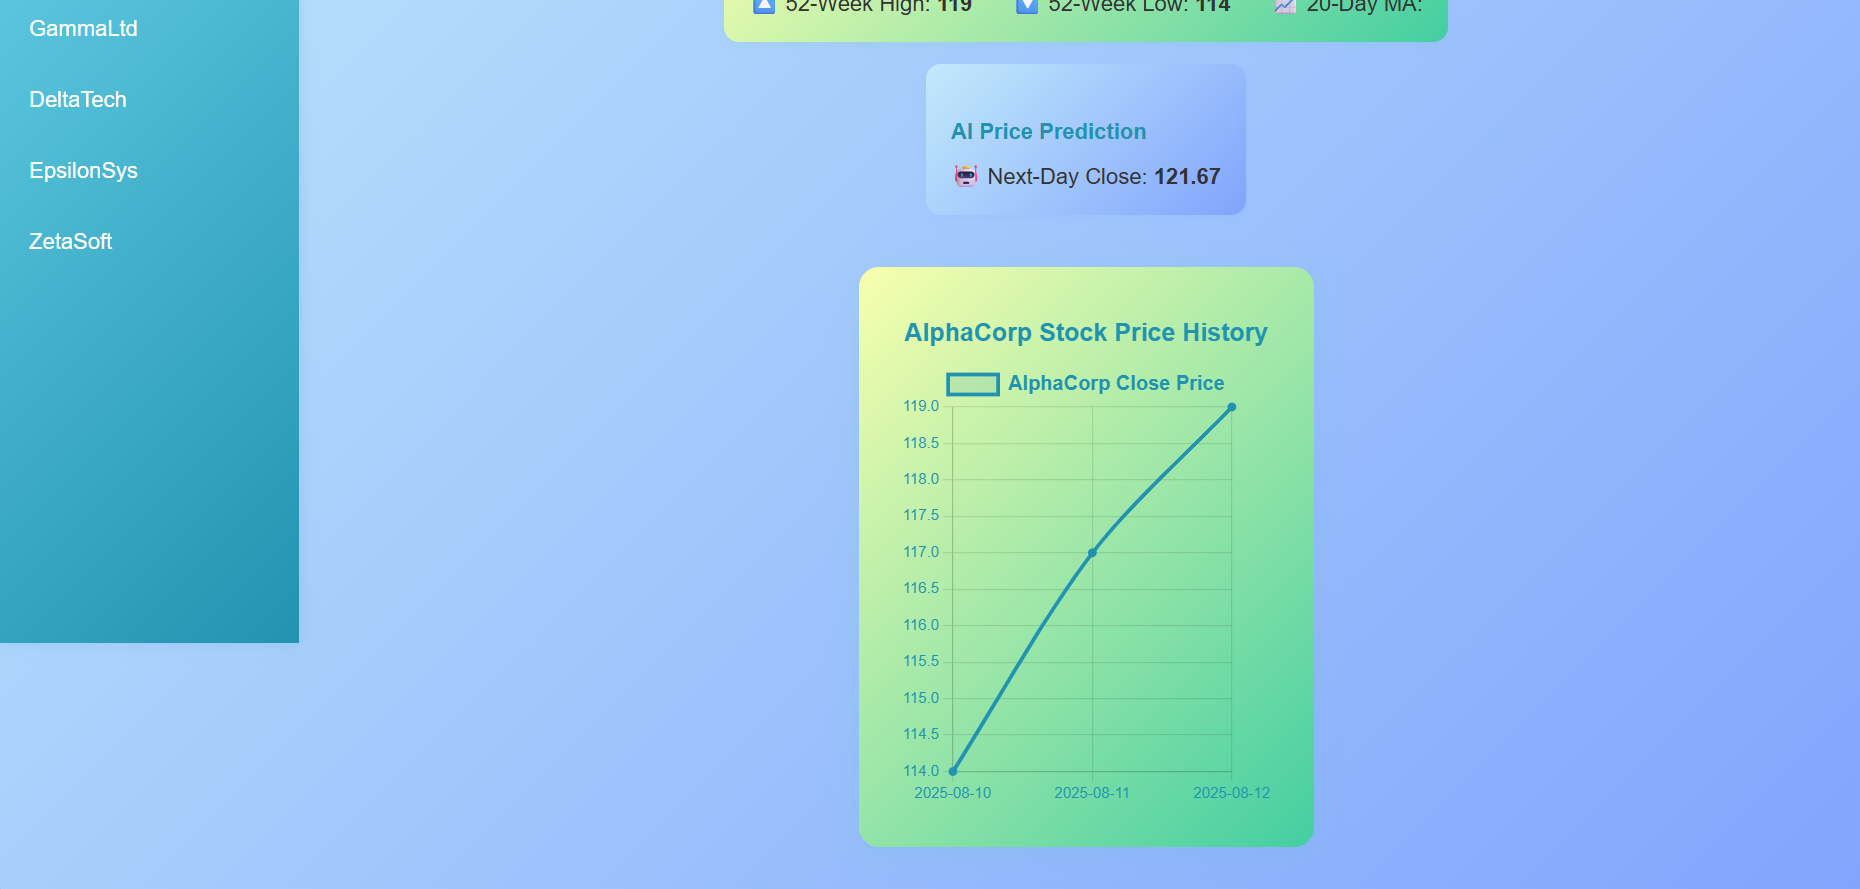 GammaLtd
DeltaTech
EpsilonSys
ZetaSoft
52-Week High: 119
52-Week Low: 114
20-Day MA:
AI Price Prediction
Next-Day Close: 121.67
AlphaCorp Stock Price History
AlphaCorp Close Price
119.0
118.5
118.0
117.5
117.0
116.5
116.0
115.5
115.0
114.5
114.0
2025-08-10 2025-08-11 2025-08-12